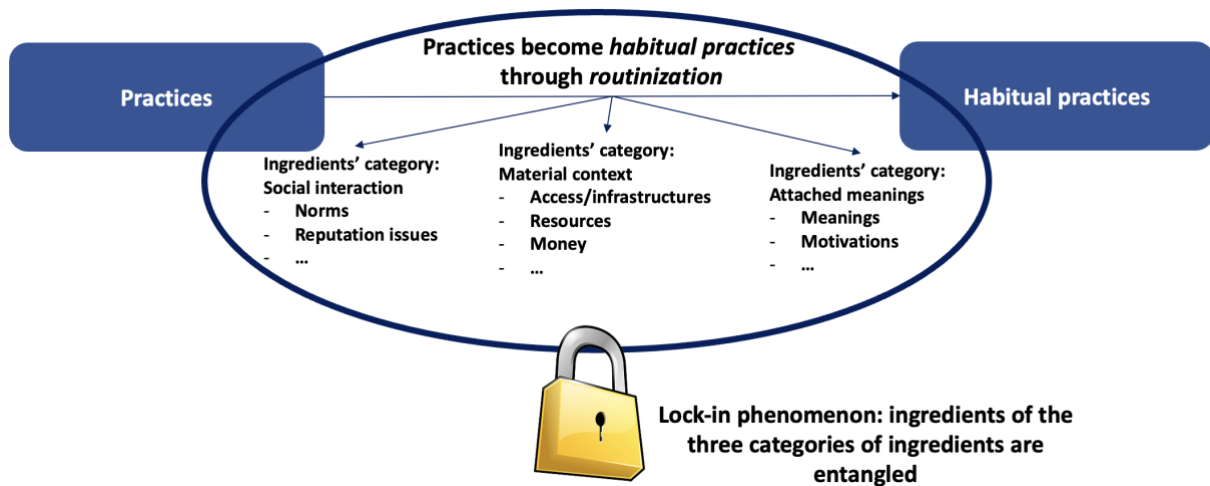 Practices become habitual practices
through routinization
Practices
Habitual practices
Ingredients’ category:
Social interaction
- Norms
- Reputation issues
- ...
Ingredients’ category:
Material context
- Access/infrastructures
- Resources
- Money
- ...
Ingredients’ category:
Attached meanings
- Meanings
- Motivations
- ...
Lock-in phenomenon: ingredients of the
three categories of ingredients are
entangled